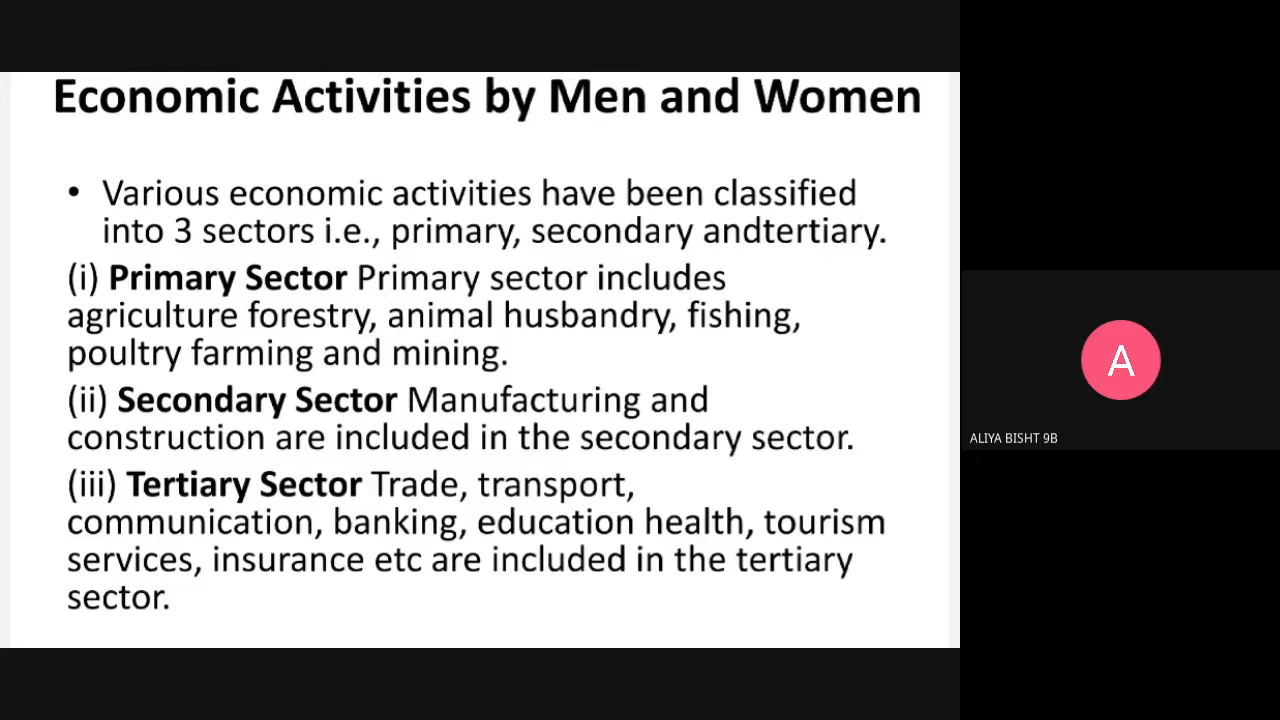 Economic Activities by Men and Women
• Various economic activities have been classified
into 3 sectors i.e., primary, secondary andtertiary.
(i) Primary Sector Primary sector includes
agriculture forestry, animal husbandry, fishing,
poultry farming and mining.
(ii) Secondary Sector Manufacturing and
construction are included in the secondary sector.
(iii) Tertiary Sector Trade, transport,
communication, banking, education health, tourism
services, insurance etc are included in the tertiary
sector.
A
ALIYA BISHT 9B